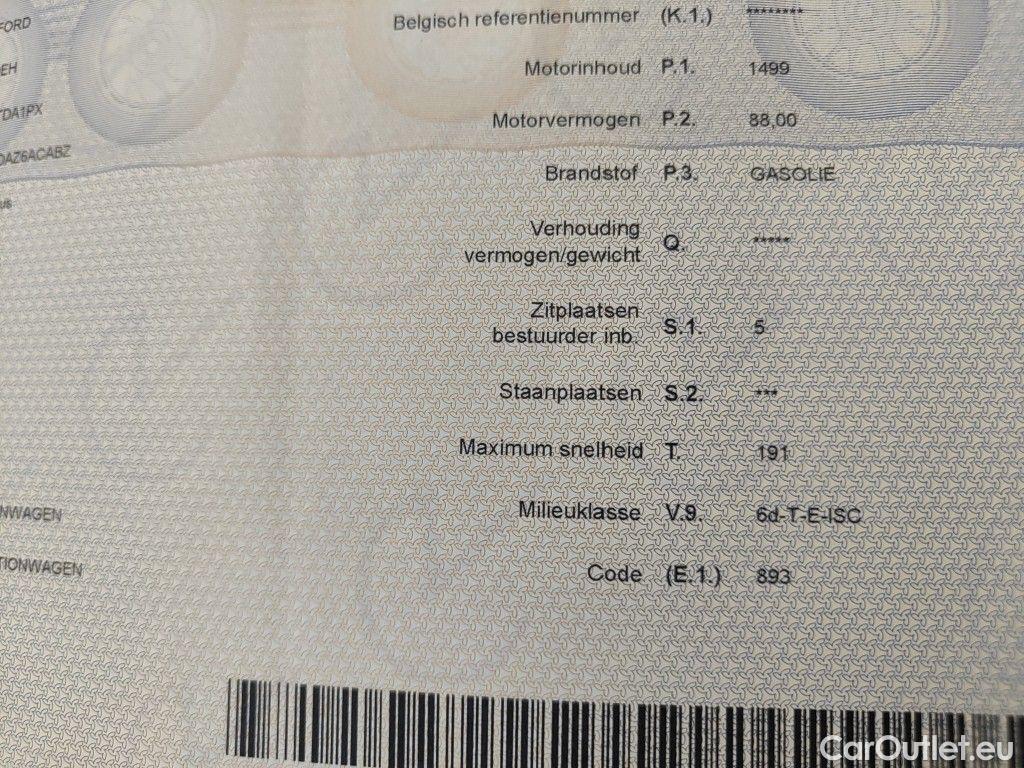 FORD
EH
DA1PX
DAZ6ACABZ
us
NWAGEN
TIONWAGEN
Belgisch referentienummer (K.1.) ********
Motorinhoud P.1. 1499
Motorvermogen P.2. 88,00
Brandstof P.3. GASOLIE
Verhouding
vermogen/gewicht Q. *****
Zitplaatsen
bestuurder inb. S.1. 5
Staanplaatsen S.2. ***
Maximum snelheid T. 191
Milieuklasse V.9. 6d-T-E-ISC
Code (E.1.) 893
CarOutlet.eu